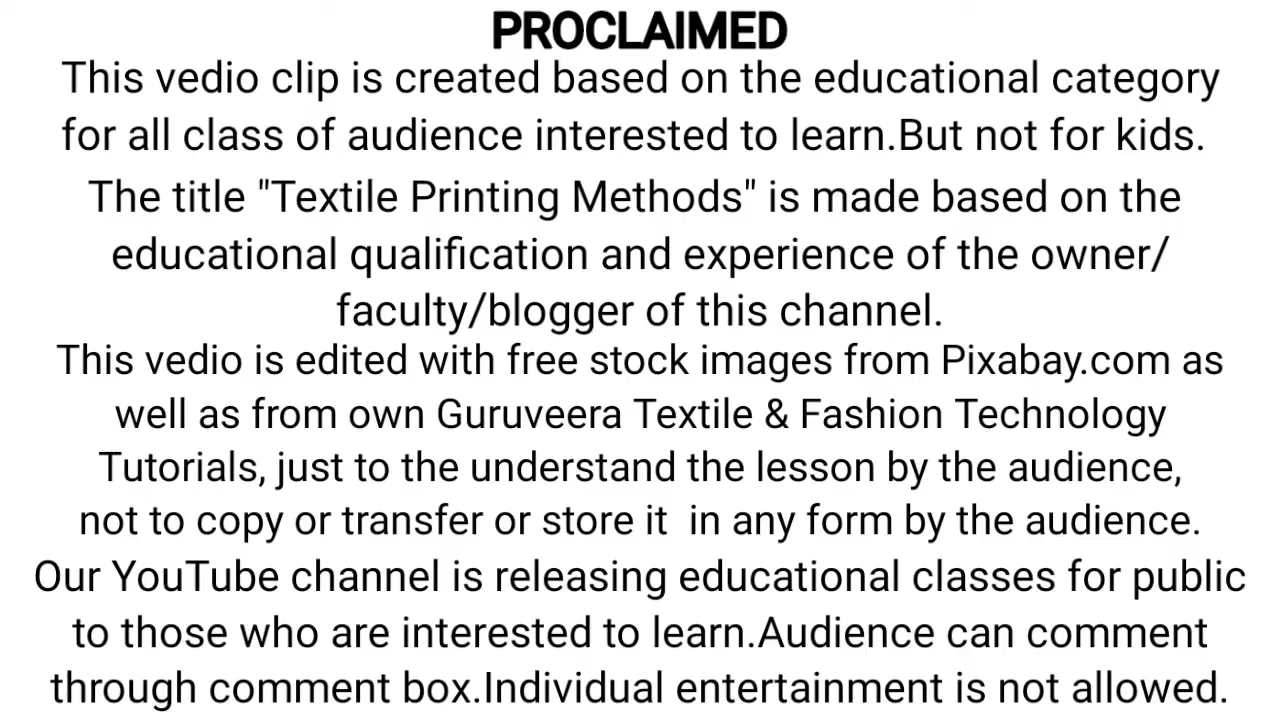 PROCLAIMED
This vedio clip is created based on the educational category
for all class of audience interested to learn.But not for kids.
The title "Textile Printing Methods" is made based on the
educational qualification and experience of the owner/
faculty/blogger of this channel.
This vedio is edited with free stock images from Pixabay.com as
well as from own Guruveera Textile & Fashion Technology
Tutorials, just to the understand the lesson by the audience,
not to copy or transfer or store it  in any form by the audience.
Our YouTube channel is releasing educational classes for public
to those who are interested to learn.Audience can comment
through comment box.Individual entertainment is not allowed.